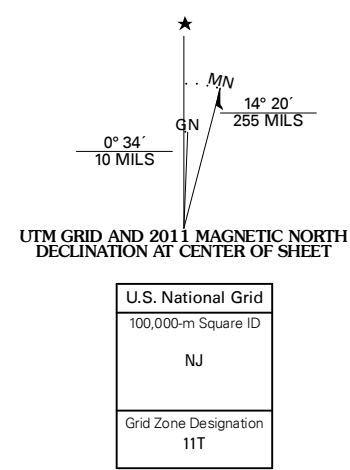 MN
14° 20´
255 MILS
GN
0° 34´
10 MILS
UTM GRID AND 2011 MAGNETIC NORTH
DECLINATION AT CENTER OF SHEET
U.S. National Grid
100,000-m Square ID
NJ
Grid Zone Designation
11T